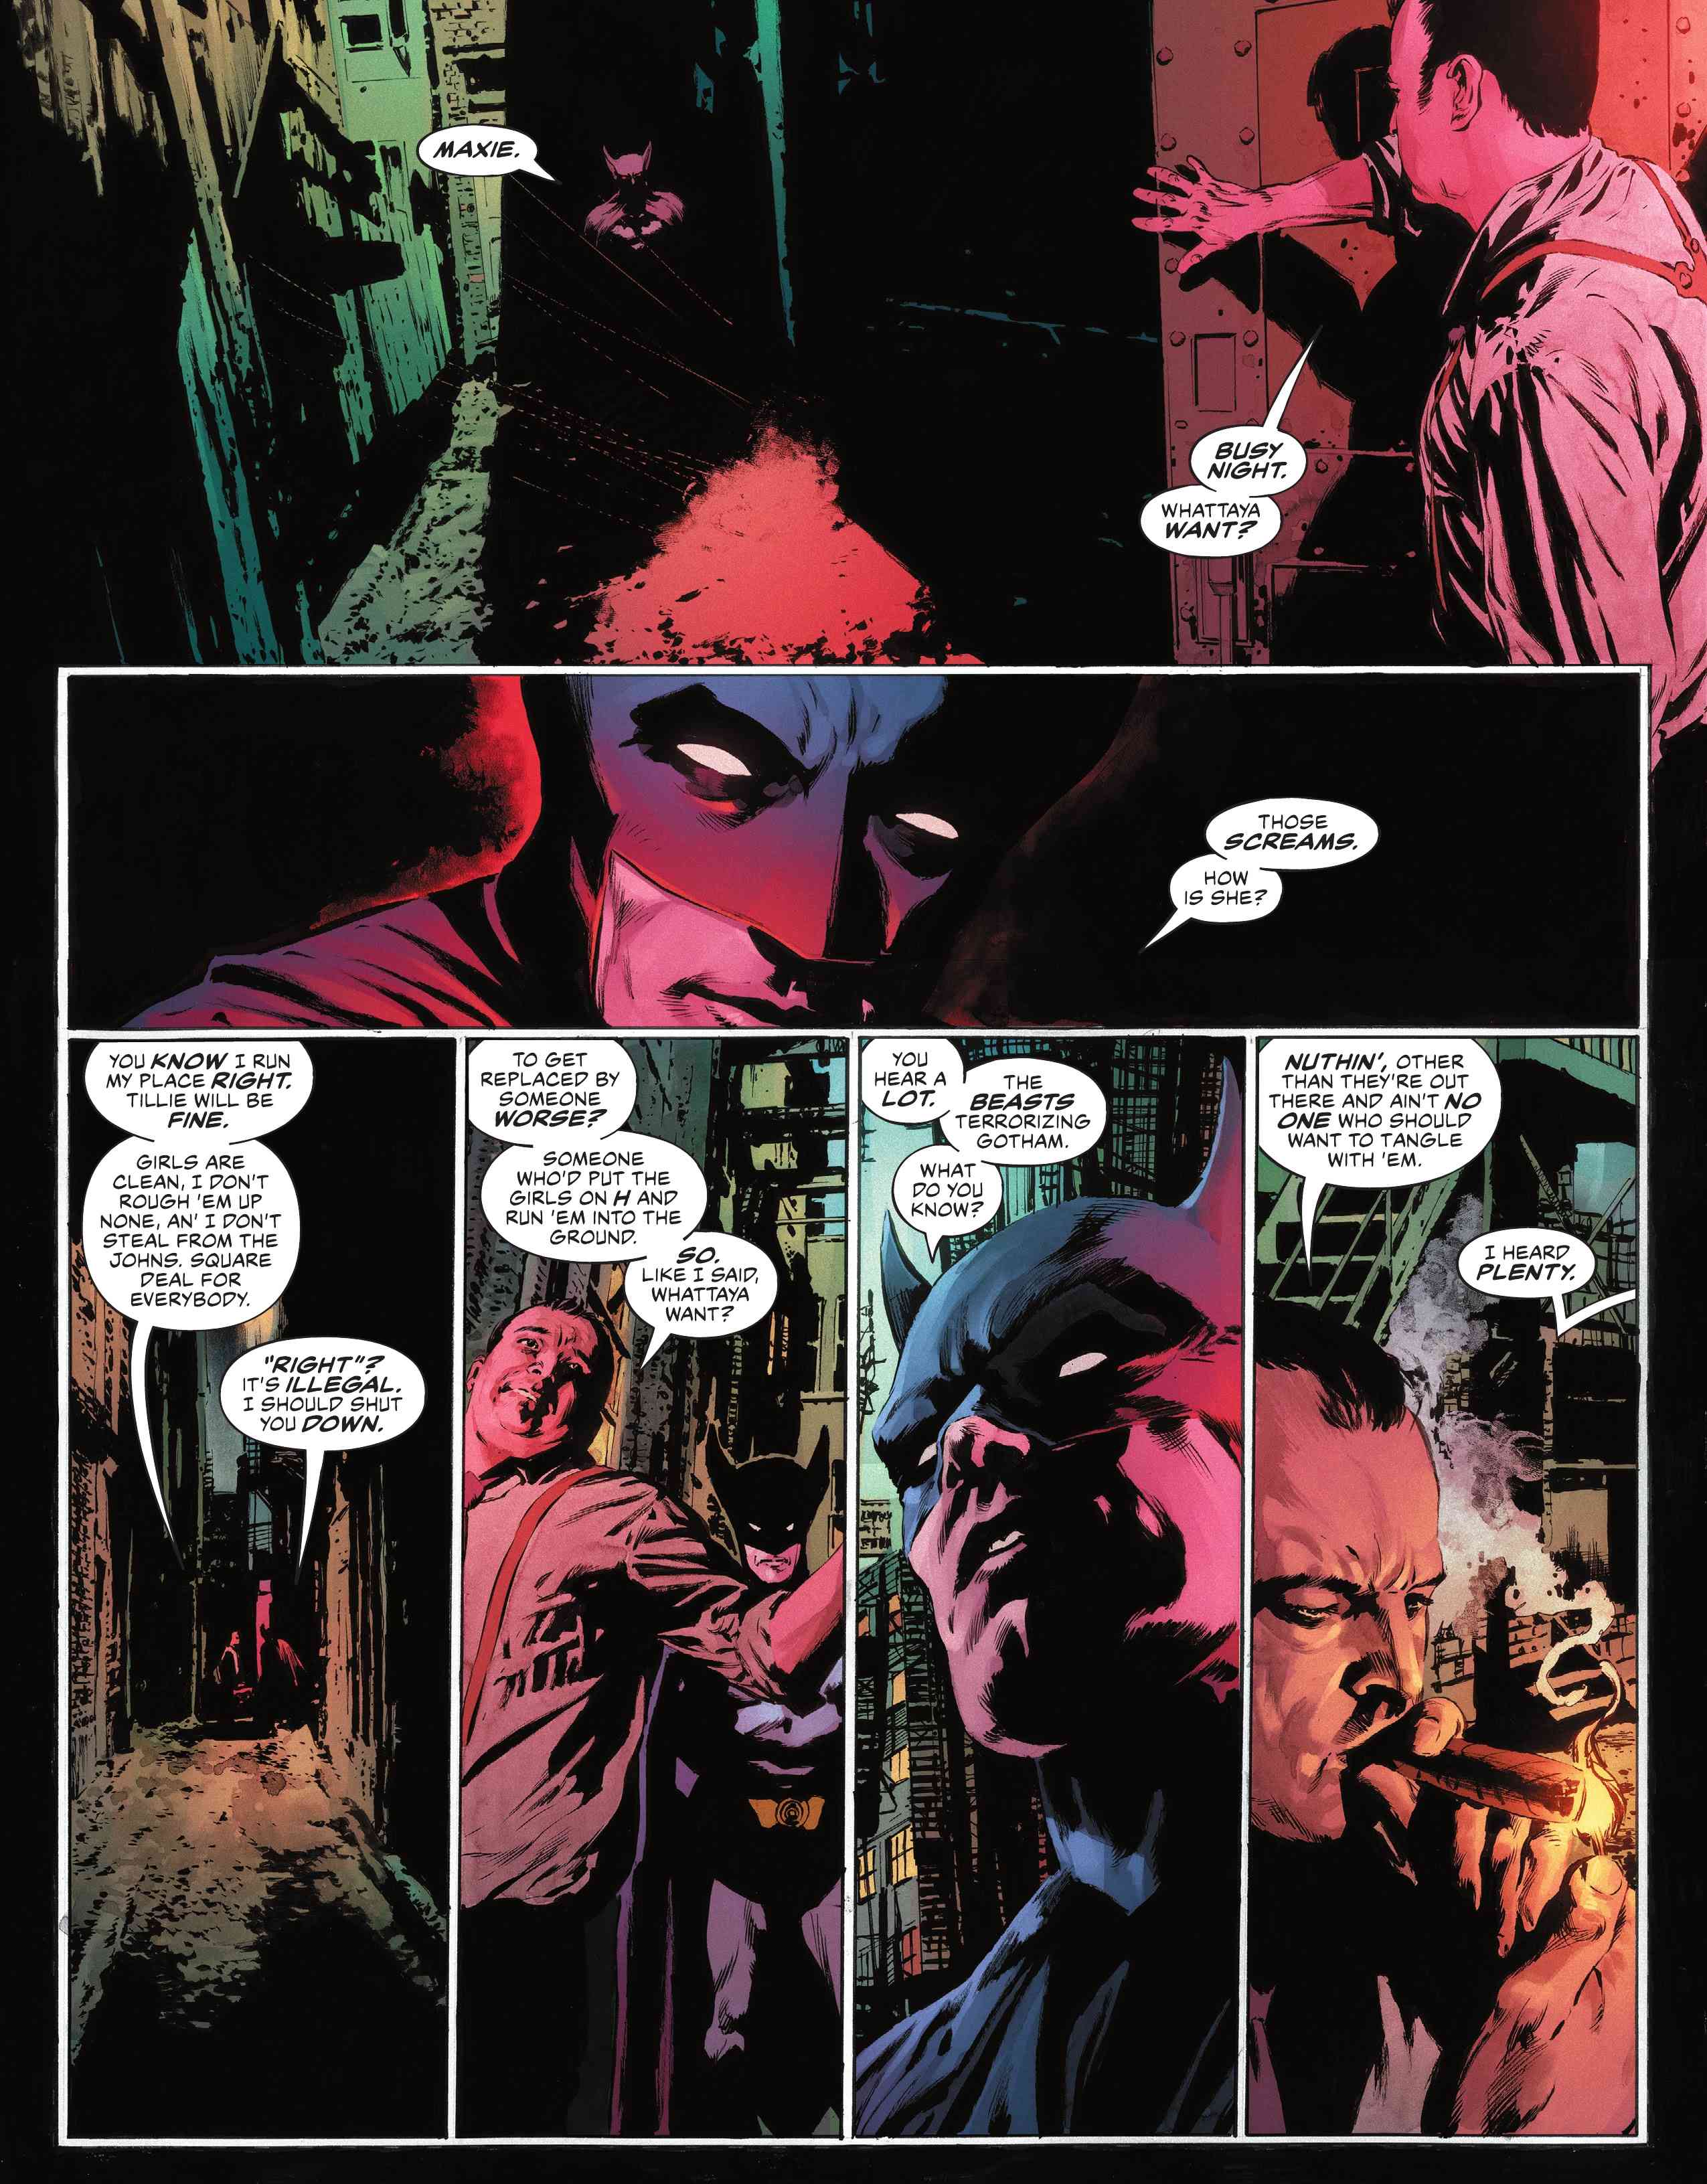 MAXIE.
BUSY
NIGHT.
WHATTAYA
WANT?
THOSE
SCREAMS.
HOW
IS SHE?
YOU KNOW I RUN
MY PLACE RIGHT.
TILLIE WILL BE
FINE.
GIRLS ARE
CLEAN, I DON'T
ROUGH 'EM UP
NONE, AN' I DON'T
STEAL FROM THE
JOHNS. SQUARE
DEAL FOR
EVERYBODY.
"RIGHT"?
IT'S ILLEGAL.
I SHOULD SHUT
YOU DOWN.
TO GET
REPLACED BY
SOMEONE
WORSE?
SOMEONE
WHO'D PUT THE
GIRLS ON H AND
RUN 'EM INTO THE
GROUND.
SO.
LIKE I SAID,
WHATTAYA
WANT?
YOU
HEAR A
LOT.
THE
BEASTS
TERRORIZING
GOTHAM.
WHAT
DO YOU
KNOW?
NUTHIN', OTHER
THAN THEY'RE OUT
THERE AND AIN'T NO
ONE WHO SHOULD
WANT TO TANGLE
WITH 'EM.
I HEARD
PLENTY.